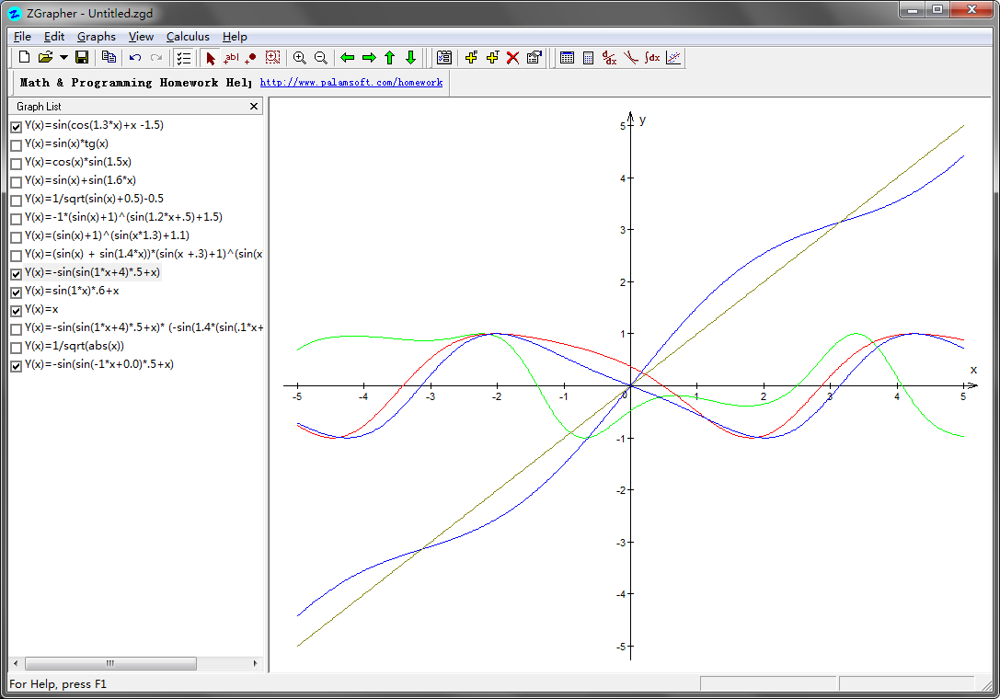 ZGrapher - Untitled.zgd
File Edit Graphs View Calculus Help
ab| d/dx ∫dx
Math & Programming Homework Hel http://www.palamsoft.com/homework
Graph List
Y(x)=sin(cos(1.3*x)+x -1.5)
Y(x)=sin(x)*tg(x)
Y(x)=cos(x)*sin(1.5x)
Y(x)=sin(x)+sin(1.6*x)
Y(x)=1/sqrt(sin(x)+0.5)-0.5
Y(x)=-1*(sin(x)+1)^(sin(1.2*x+.5)+1.5)
Y(x)=(sin(x)+1)^(sin(x*1.3)+1.1)
Y(x)=(sin(x) + sin(1.4*x))*(sin(x +.3)+1)^(sin(x
Y(x)=-sin(sin(1*x+4)*.5+x)
Y(x)=sin(1*x)*.6+x
Y(x)=x
Y(x)=-sin(sin(1*x+4)*.5+x)* (-sin(1.4*(sin(.1*x+
Y(x)=1/sqrt(abs(x))
Y(x)=-sin(sin(-1*x+0.0)*.5+x)
y
5
4
3
2
1
x
-5 -4 -3 -2 -1 0 1 2 3 4 5
-1
-2
-3
-4
-5
For Help, press F1